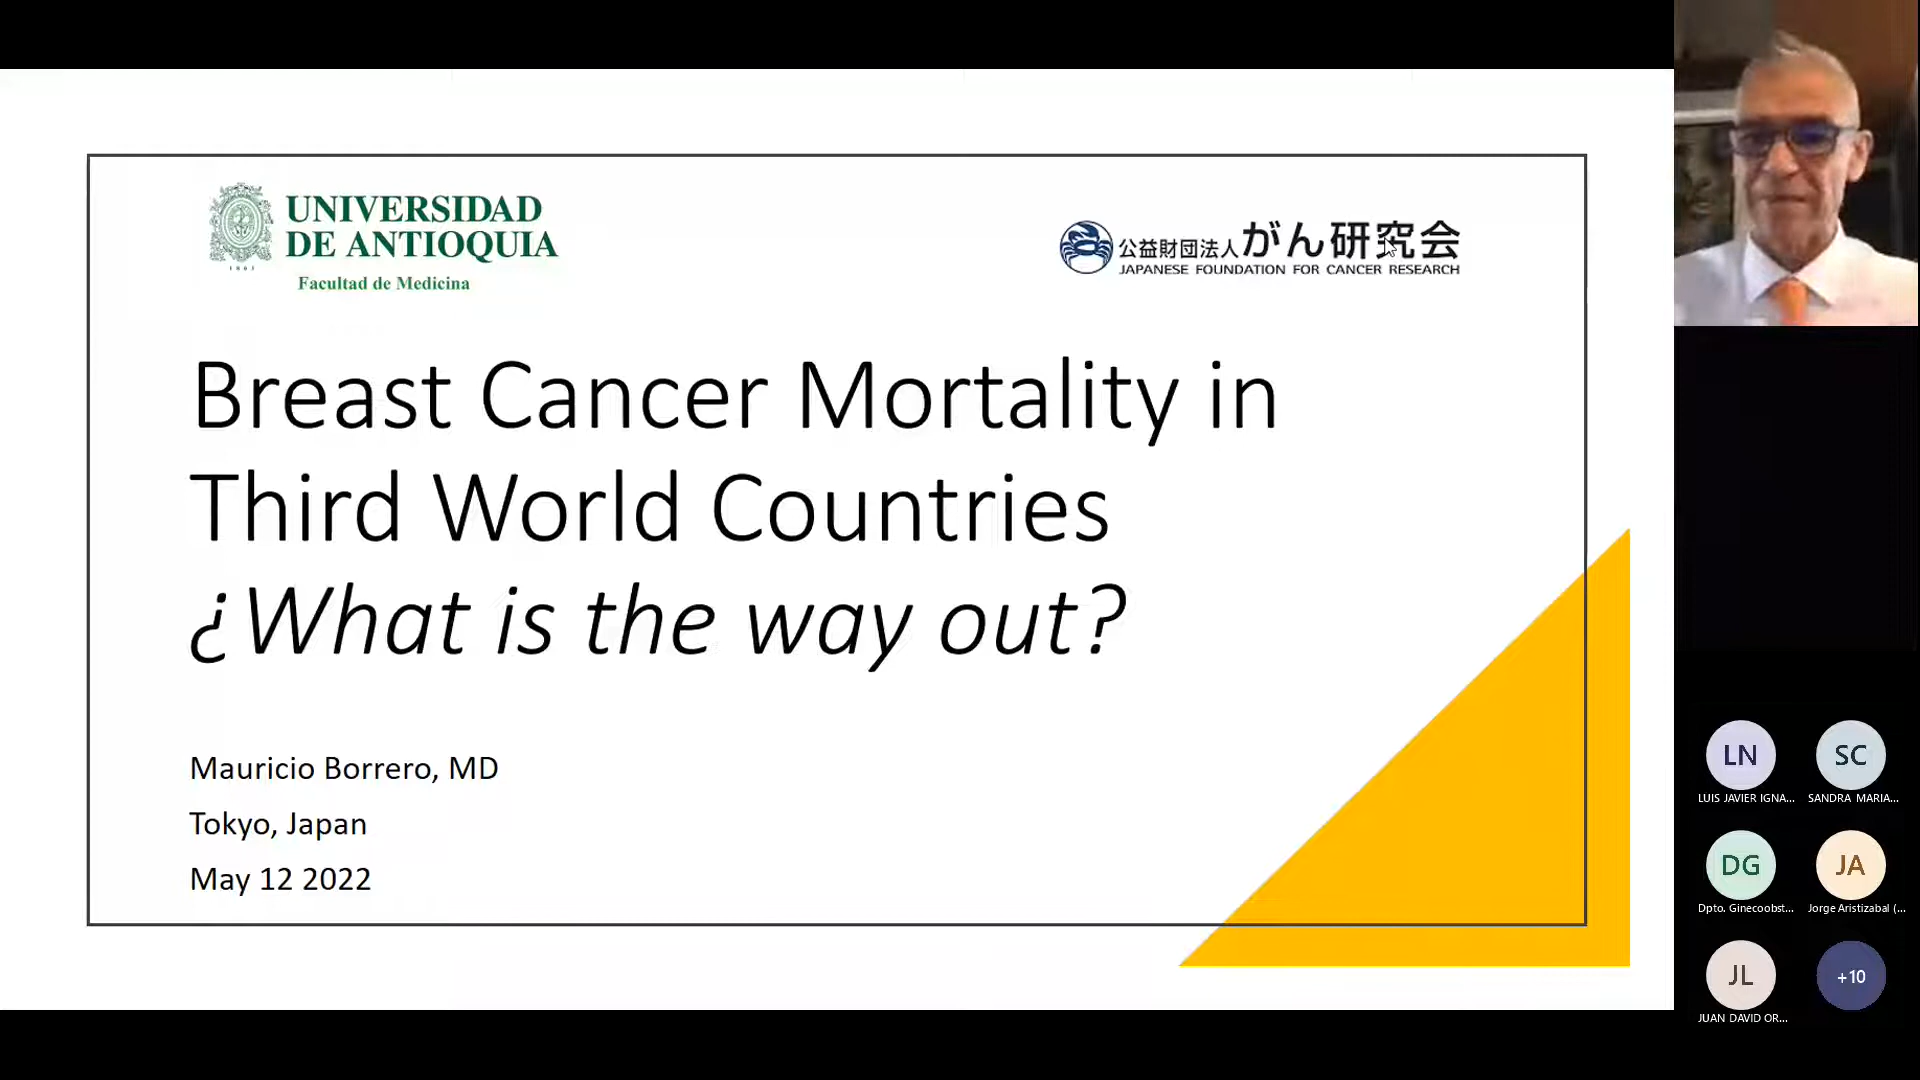 UNIVERSIDAD
DE ANTIOQUIA
1803
Facultad de Medicina
公益財団法人がん研究会
JAPANESE FOUNDATION FOR CANCER RESEARCH
Breast Cancer Mortality in
Third World Countries
¿What is the way out?
Mauricio Borrero, MD
Tokyo, Japan
May 12 2022
LN
SC
LUIS JAVIER IGNA...
SANDRA MARIA...
DG
JA
Dpto. Ginecoobst...
Jorge Aristizabal (...
JL
+10
JUAN DAVID OR...